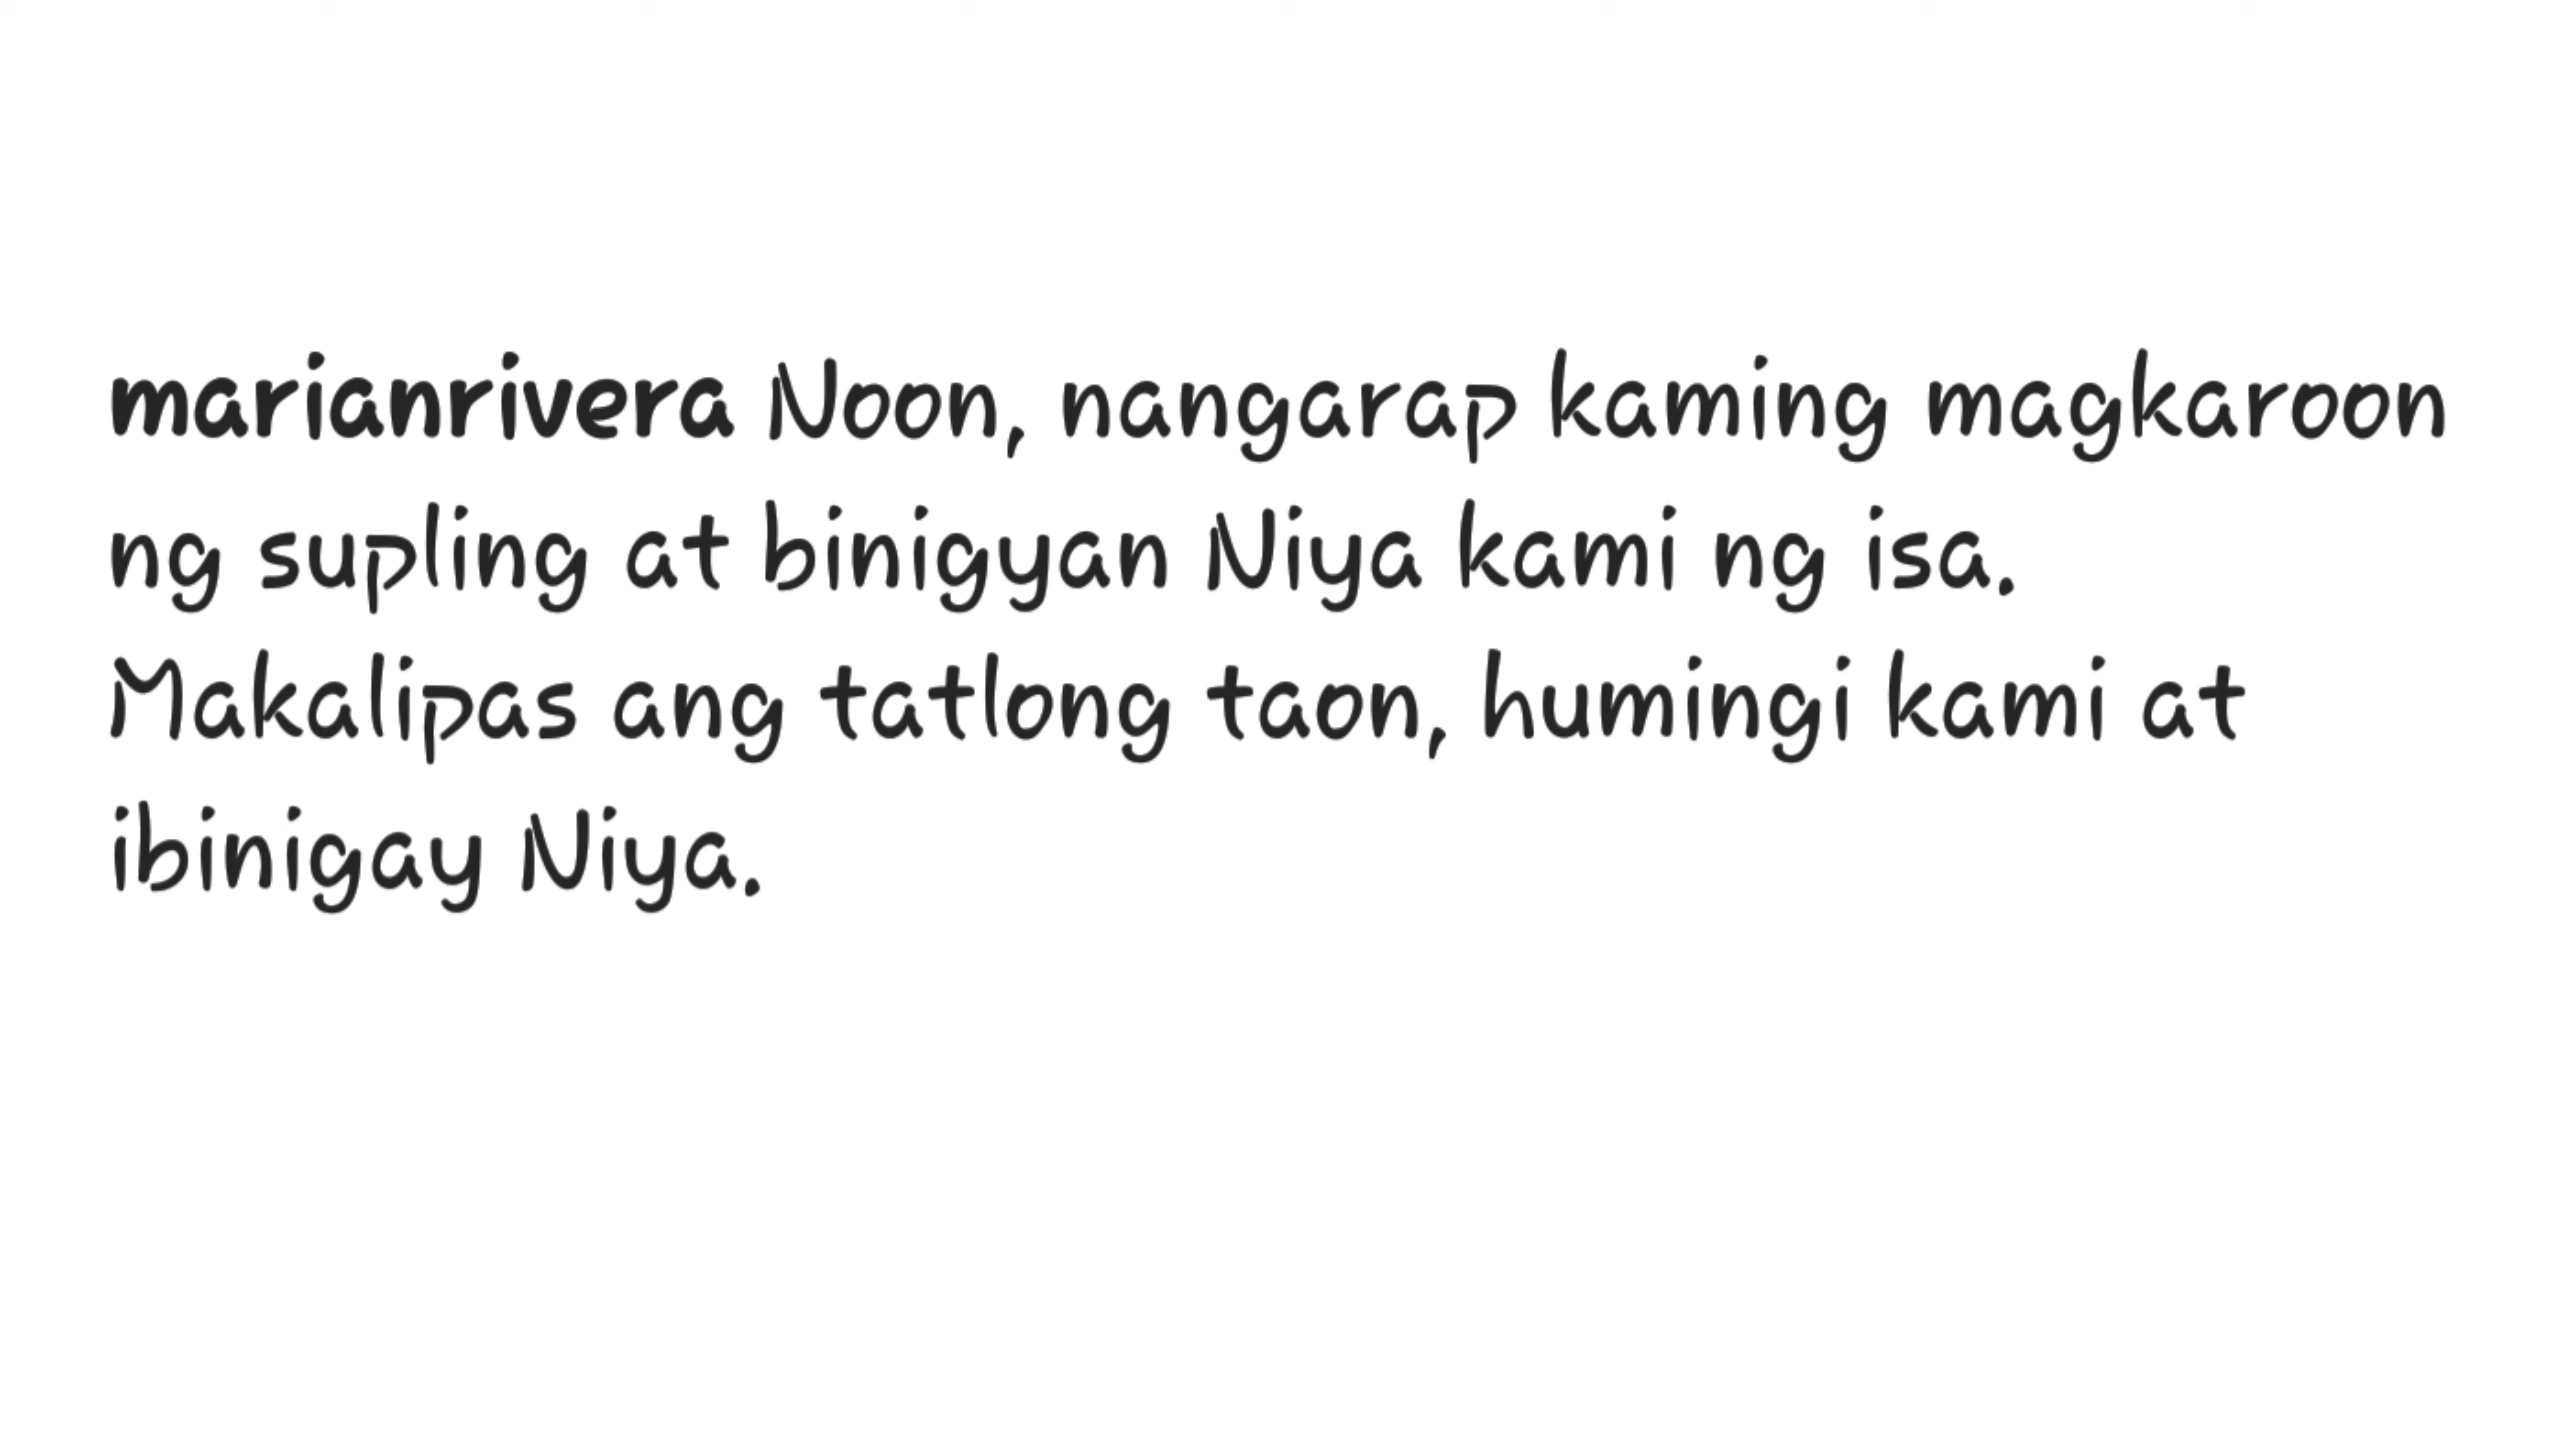 marianrivera Noon, nangarap kaming magkaroon
ng supling at binigyan Niya kami ng isa.
Makalipas ang tatlong taon, humingi kami at
ibinigay Niya.